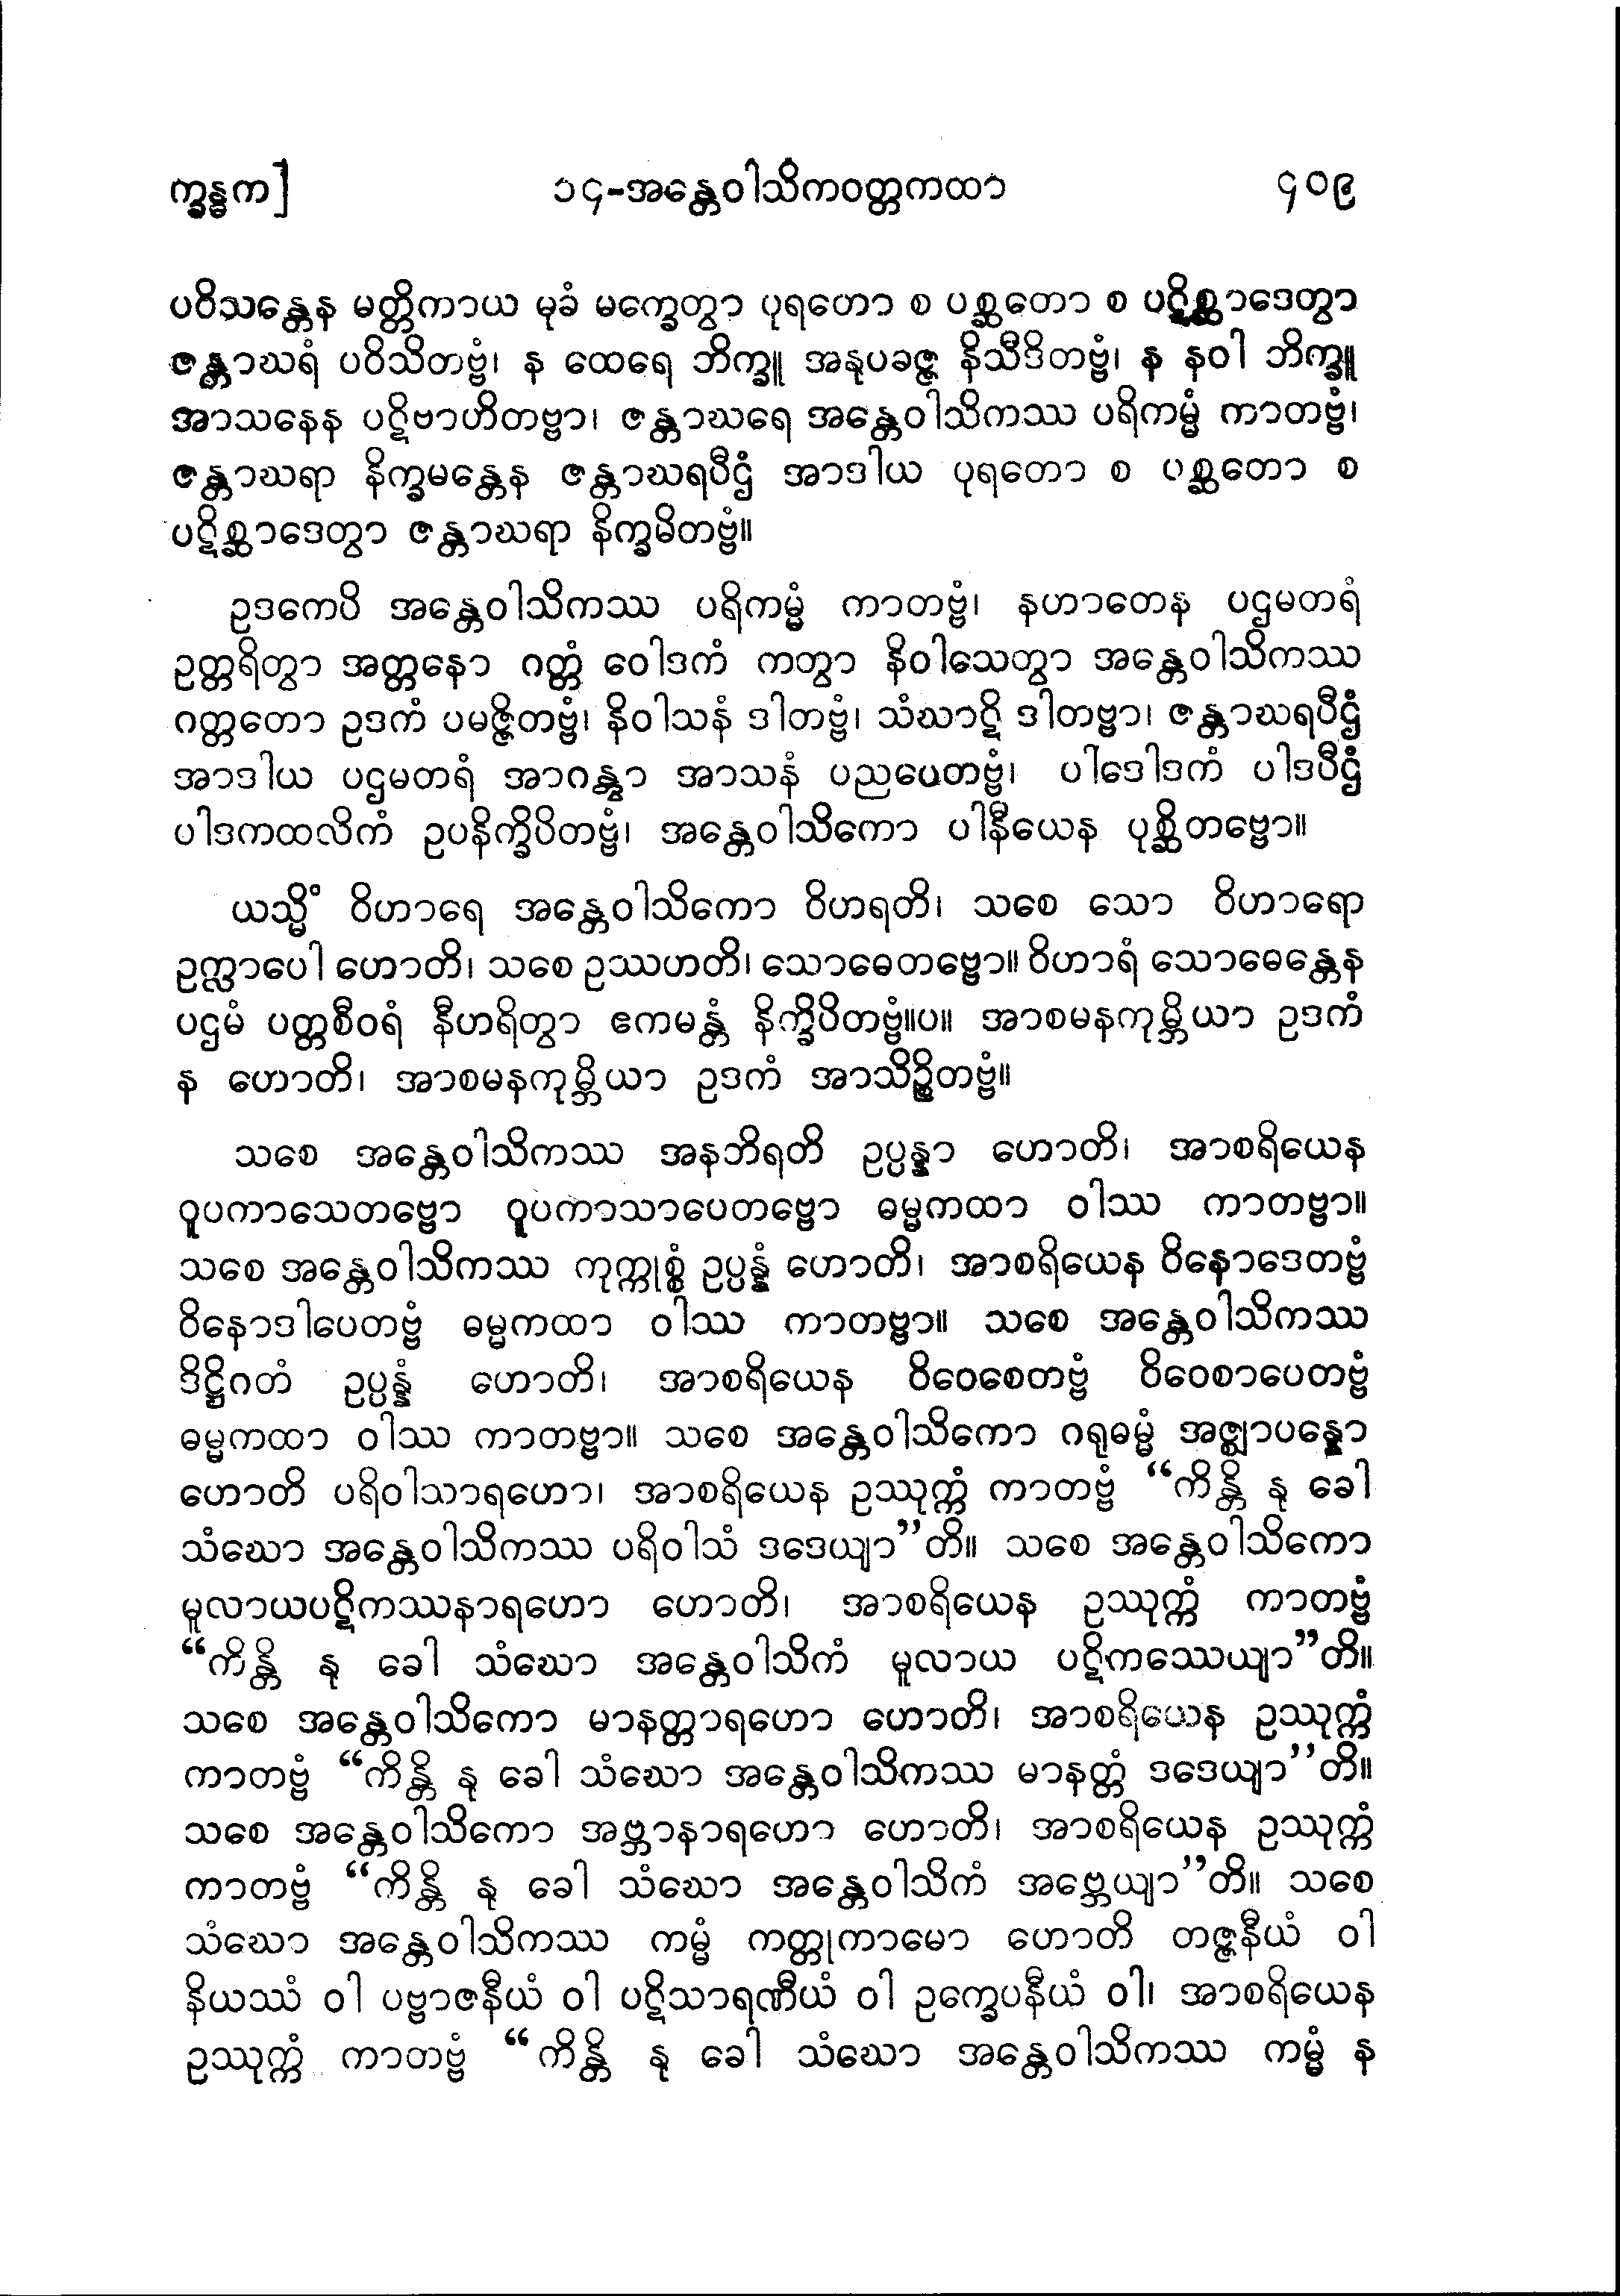 က္ခန္ဓက]
၁၄-အန္တေဝါသိကဝတ္တကထာ
၄၀၉
ပဝိသန္တေန မတ္တိကာယ မုခံ မက္ခေတွာ ပုရတော စ ပစ္ဆတော စ ပဋိစ္ဆာဒေတွာ
ဇန္တာဃရံ ပဝိသိတဗ္ဗံ၊ န ထေရေ ဘိက္ခူ အနုပခဇ္ဇ နိသီဒိတဗ္ဗံ၊ န နဝါ ဘိက္ခူ
အာသနေန ပဋိဗာဟိတဗ္ဗာ၊ ဇန္တာဃရေ အန္တေဝါသိကဿ ပရိကမ္မံ ကာတဗ္ဗံ၊
ဇန္တာဃရာ နိက္ခမန္တေန ဇန္တာဃရပီဌံ အာဒါယ ပုရတော စ ပစ္ဆတော စ
ပဋိစ္ဆာဒေတွာ ဇန္တာဃရာ နိက္ခမိတဗ္ဗံ။
ဥဒကေပိ အန္တေဝါသိကဿ ပရိကမ္မံ ကာတဗ္ဗံ၊ နဟာတေန ပဌမတရံ
ဥတ္တရိတွာ အတ္တနော ဂတ္တံ ဝေါဒကံ ကတွာ နိဝါသေတွာ အန္တေဝါသိကဿ
ဂတ္တတော ဥဒကံ ပမဇ္ဇိတဗ္ဗံ၊ နိဝါသနံ ဒါတဗ္ဗံ၊ သံဃာဋိ ဒါတဗ္ဗာ၊ ဇန္တာဃရပီဌံ
အာဒါယ ပဌမတရံ အာဂန္တွာ အာသနံ ပညပေတဗ္ဗံ၊ ပါဒေါဒကံ ပါဒပီဌံ
ပါဒကထလိကံ ဥပနိက္ခိပိတဗ္ဗံ၊ အန္တေဝါသိကော ပါနီယေန ပုစ္ဆိတဗ္ဗော။
ယသ္မိံ ဝိဟာရေ အန္တေဝါသိကော ဝိဟရတိ၊ သစေ သော ဝိဟာရော
ဥက္လာပေါ ဟောတိ၊ သစေ ဥဿဟတိ၊ သောဓေတဗ္ဗော။ ဝိဟာရံ သောဓေန္တေန
ပဌမံ ပတ္တစီဝရံ နီဟရိတွာ ဧကမန္တံ နိက္ခိပိတဗ္ဗံ။ပ။ အာစမနကုမ္ဘိယာ ဥဒကံ
န ဟောတိ၊ အာစမနကုမ္ဘိယာ ဥဒကံ အာသိဉ္စိတဗ္ဗံ။
သစေ အန္တေဝါသိကဿ အနဘိရတိ ဥပ္ပန္နာ ဟောတိ၊ အာစရိယေန
ဝူပကာသေတဗ္ဗော ဝူပကာသာပေတဗ္ဗော ဓမ္မကထာ ဝါဿ ကာတဗ္ဗာ။
သစေ အန္တေဝါသိကဿ ကုက္ကုစ္စံ ဥပ္ပန္နံ ဟောတိ၊ အာစရိယေန ဝိနောဒေတဗ္ဗံ
ဝိနောဒါပေတဗ္ဗံ ဓမ္မကထာ ဝါဿ ကာတဗ္ဗာ။ သစေ အန္တေဝါသိကဿ
ဒိဋ္ဌိဂတံ ဥပ္ပန္နံ ဟောတိ၊ အာစရိယေန ဝိဝေစေတဗ္ဗံ ဝိဝေစာပေတဗ္ဗံ
ဓမ္မကထာ ဝါဿ ကာတဗ္ဗာ။ သစေ အန္တေဝါသိကော ဂရုဓမ္မံ အဇ္ဈာပန္နော
ဟောတိ ပရိဝါသာရဟော၊ အာစရိယေန ဥဿုက္ကံ ကာတဗ္ဗံ “ကိန္တိ နု ခေါ
သံဃော အန္တေဝါသိကဿ ပရိဝါသံ ဒဒေယျာ”တိ။ သစေ အန္တေဝါသိကော
မူလာယပဋိကဿနာရဟော ဟောတိ၊ အာစရိယေန ဥဿုက္ကံ ကာတဗ္ဗံ
“ကိန္တိ နု ခေါ သံဃော အန္တေဝါသိကံ မူလာယ ပဋိကဿေယျာ”တိ။
သစေ အန္တေဝါသိကော မာနတ္တာရဟော ဟောတိ၊ အာစရိယေန ဥဿုက္ကံ
ကာတဗ္ဗံ “ကိန္တိ နု ခေါ သံဃော အန္တေဝါသိကဿ မာနတ္တံ ဒဒေယျာ”တိ။
သစေ အန္တေဝါသိကော အဗ္ဘာနာရဟော ဟောတိ၊ အာစရိယေန ဥဿုက္ကံ
ကာတဗ္ဗံ “ကိန္တိ နု ခေါ သံဃော အန္တေဝါသိကံ အဗ္ဘေယျာ”တိ။ သစေ
သံဃော အန္တေဝါသိကဿ ကမ္မံ ကတ္တုကာမော ဟောတိ တဇ္ဇနီယံ ဝါ
နိယဿံ ဝါ ပဗ္ဗာဇနီယံ ဝါ ပဋိသာရဏီယံ ဝါ ဥက္ခေပနီယံ ဝါ၊ အာစရိယေန
ဥဿုက္ကံ ကာတဗ္ဗံ “ကိန္တိ နု ခေါ သံဃော အန္တေဝါသိကဿ ကမ္မံ န